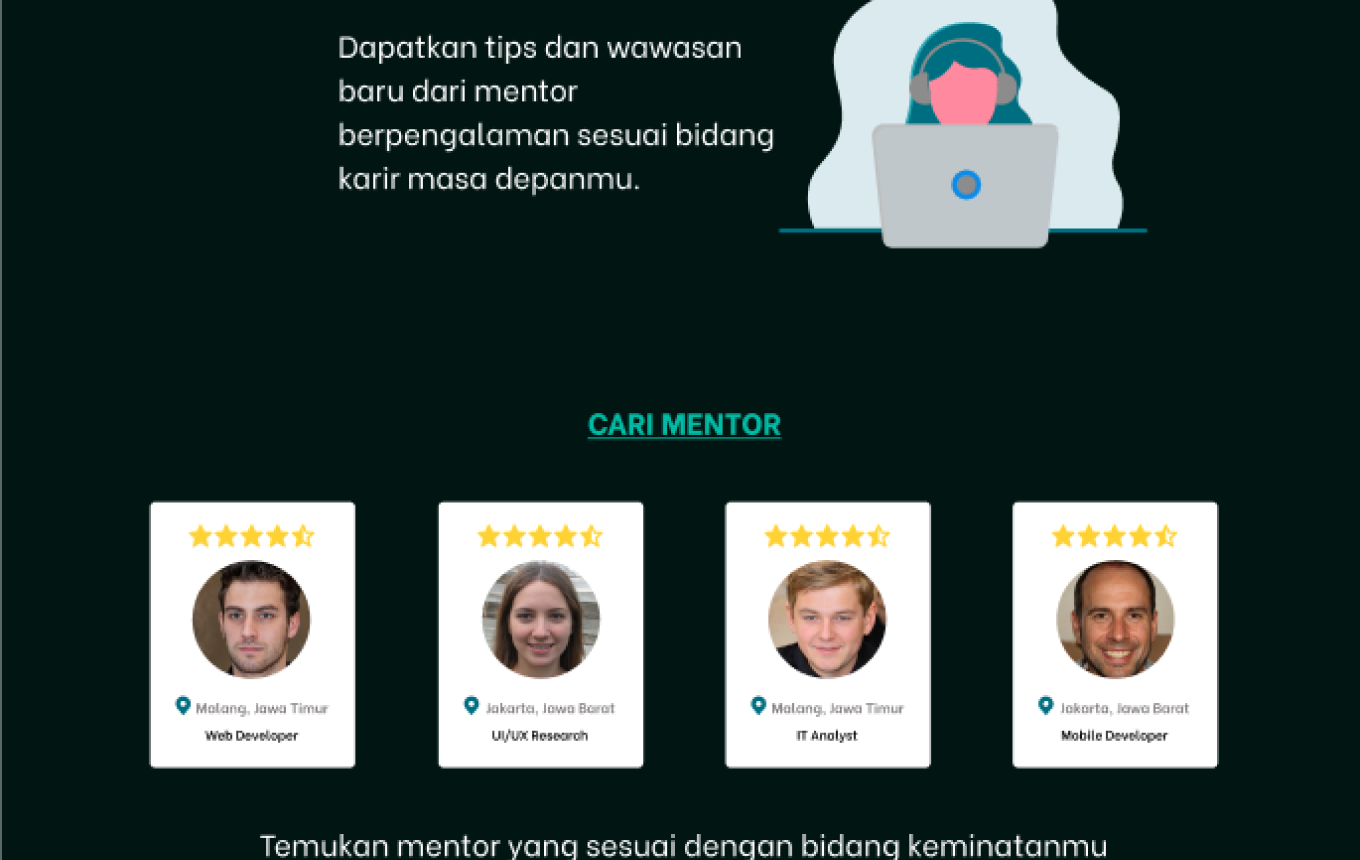 Dapatkan tips dan wawasan
baru dari mentor
berpengalaman sesuai bidang
karir masa depanmu.
CARI MENTOR
Malang, Jawa Timur
Web Developer
Jakarta, Jawa Barat
UI/UX Research
Malang, Jawa Timur
IT Analyst
Jakarta, Jawa Barat
Mobile Developer
Temukan mentor yang sesuai dengan bidang keminatanmu